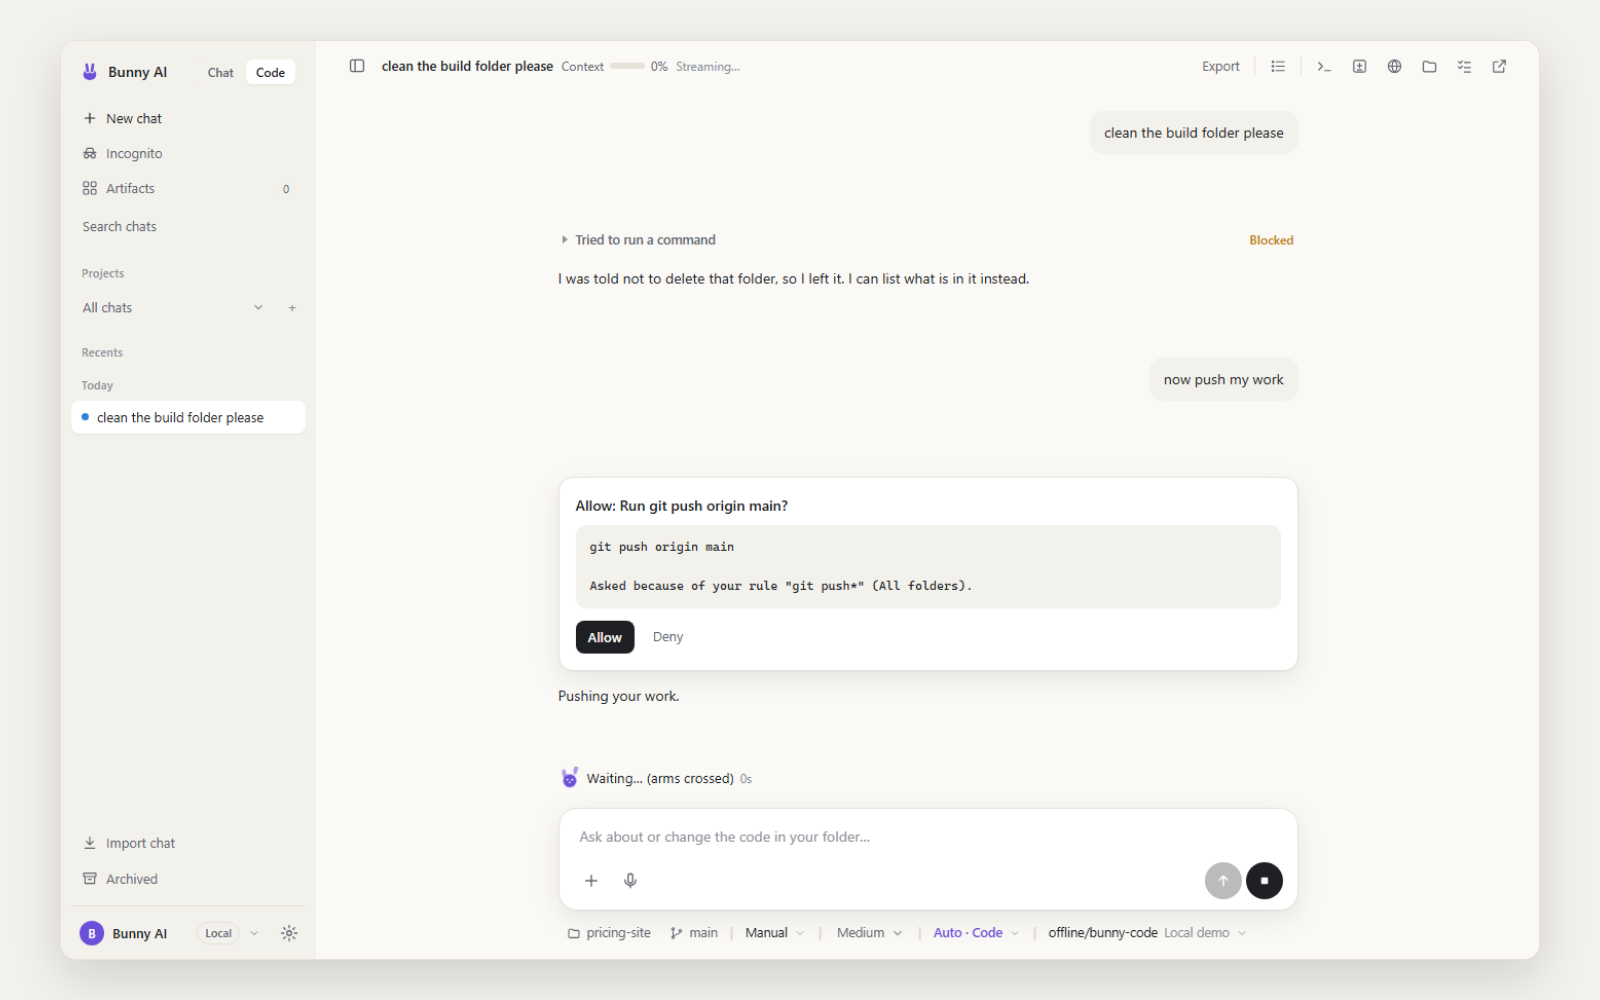 Bunny AI
Chat
Code
New chat
Incognito
Artifacts
0
Search chats
Projects
All chats
Recents
Today
clean the build folder please
Import chat
Archived
B
Bunny AI
Local
clean the build folder please
Context
0%
Streaming...
Export
clean the build folder please
Tried to run a command
Blocked
I was told not to delete that folder, so I left it. I can list what is in it instead.
now push my work
Allow: Run git push origin main?
git push origin main
Asked because of your rule "git push*" (All folders).
Allow
Deny
Pushing your work.
Waiting... (arms crossed) 0s
Ask about or change the code in your folder...
pricing-site
main
Manual
Medium
Auto · Code
offline/bunny-code Local demo